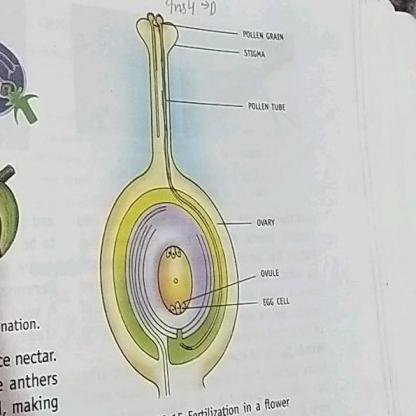 Ans4 →D
POLLEN GRAIN
STIGMA
POLLEN TUBE
OVARY
OVULE
EGG CELL
nation.
ce nectar.
e anthers
, making
Fertilization in a flower